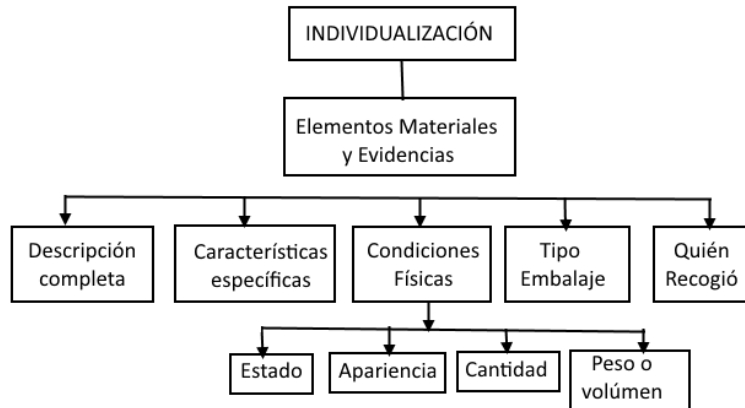 INDIVIDUALIZACIÓN
Elementos Materiales
y Evidencias
Descripción
completa
Características
específicas
Condiciones
Físicas
Tipo
Embalaje
Quién
Recogió
Estado
Apariencia
Cantidad
Peso o
volúmen